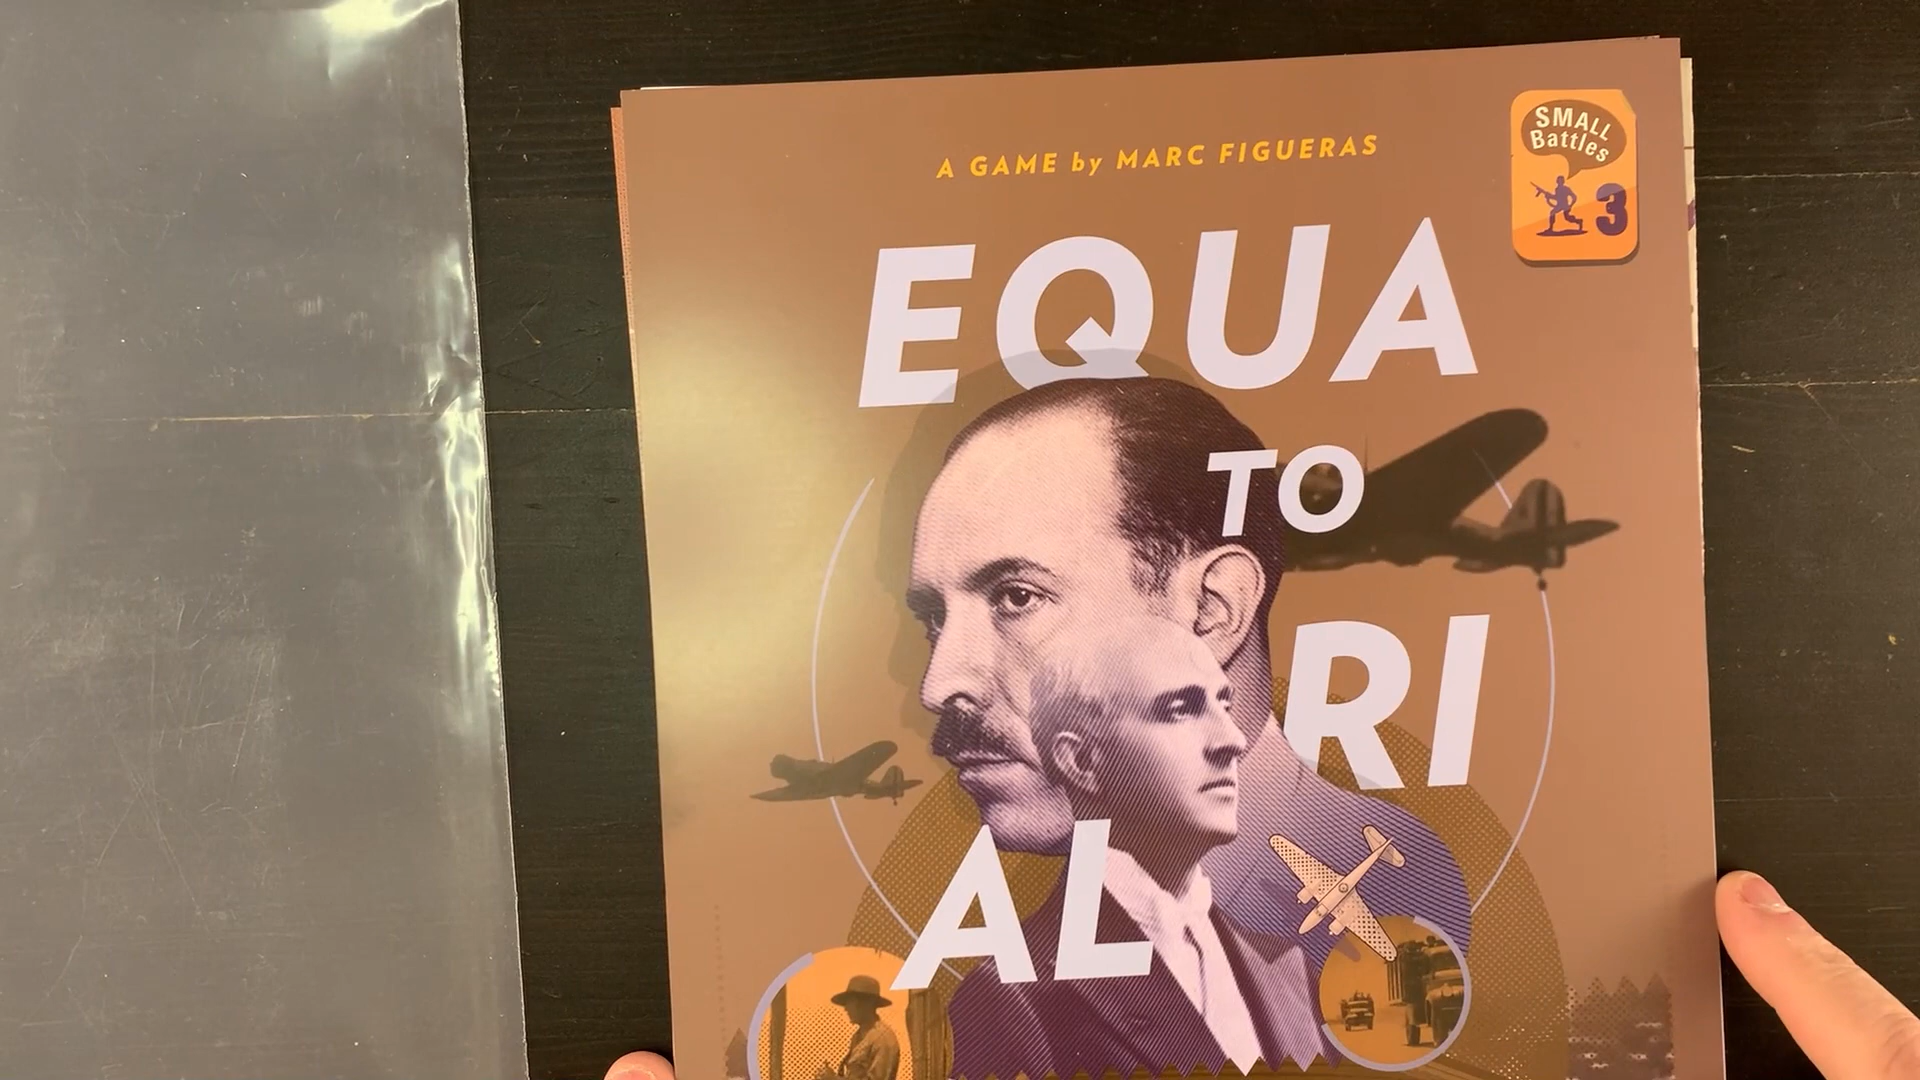 A GAME by MARC FIGUERAS
SMALL
Battles
3
EQUA
TO
RI
AL